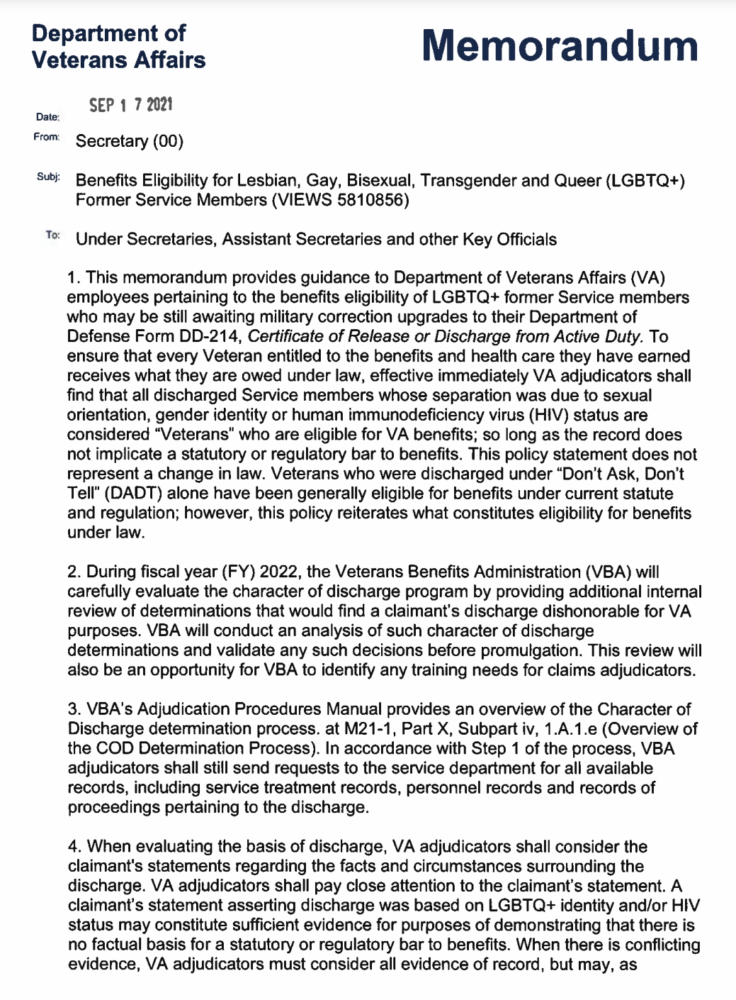 Department of
Veterans Affairs
Memorandum
SEP 1 7 2021
Date:
From: Secretary (00)
Subj: Benefits Eligibility for Lesbian, Gay, Bisexual, Transgender and Queer (LGBTQ+)
Former Service Members (VIEWS 5810856)
To: Under Secretaries, Assistant Secretaries and other Key Officials
1. This memorandum provides guidance to Department of Veterans Affairs (VA)
employees pertaining to the benefits eligibility of LGBTQ+ former Service members
who may be still awaiting military correction upgrades to their Department of
Defense Form DD-214, Certificate of Release or Discharge from Active Duty. To
ensure that every Veteran entitled to the benefits and health care they have earned
receives what they are owed under law, effective immediately VA adjudicators shall
find that all discharged Service members whose separation was due to sexual
orientation, gender identity or human immunodeficiency virus (HIV) status are
considered “Veterans” who are eligible for VA benefits; so long as the record does
not implicate a statutory or regulatory bar to benefits. This policy statement does not
represent a change in law. Veterans who were discharged under “Don’t Ask, Don’t
Tell” (DADT) alone have been generally eligible for benefits under current statute
and regulation; however, this policy reiterates what constitutes eligibility for benefits
under law.
2. During fiscal year (FY) 2022, the Veterans Benefits Administration (VBA) will
carefully evaluate the character of discharge program by providing additional internal
review of determinations that would find a claimant’s discharge dishonorable for VA
purposes. VBA will conduct an analysis of such character of discharge
determinations and validate any such decisions before promulgation. This review will
also be an opportunity for VBA to identify any training needs for claims adjudicators.
3. VBA's Adjudication Procedures Manual provides an overview of the Character of
Discharge determination process. at M21-1, Part X, Subpart iv, 1.A.1.e (Overview of
the COD Determination Process). In accordance with Step 1 of the process, VBA
adjudicators shall still send requests to the service department for all available
records, including service treatment records, personnel records and records of
proceedings pertaining to the discharge.
4. When evaluating the basis of discharge, VA adjudicators shall consider the
claimant's statements regarding the facts and circumstances surrounding the
discharge. VA adjudicators shall pay close attention to the claimant’s statement. A
claimant’s statement asserting discharge was based on LGBTQ+ identity and/or HIV
status may constitute sufficient evidence for purposes of demonstrating that there is
no factual basis for a statutory or regulatory bar to benefits. When there is conflicting
evidence, VA adjudicators must consider all evidence of record, but may, as